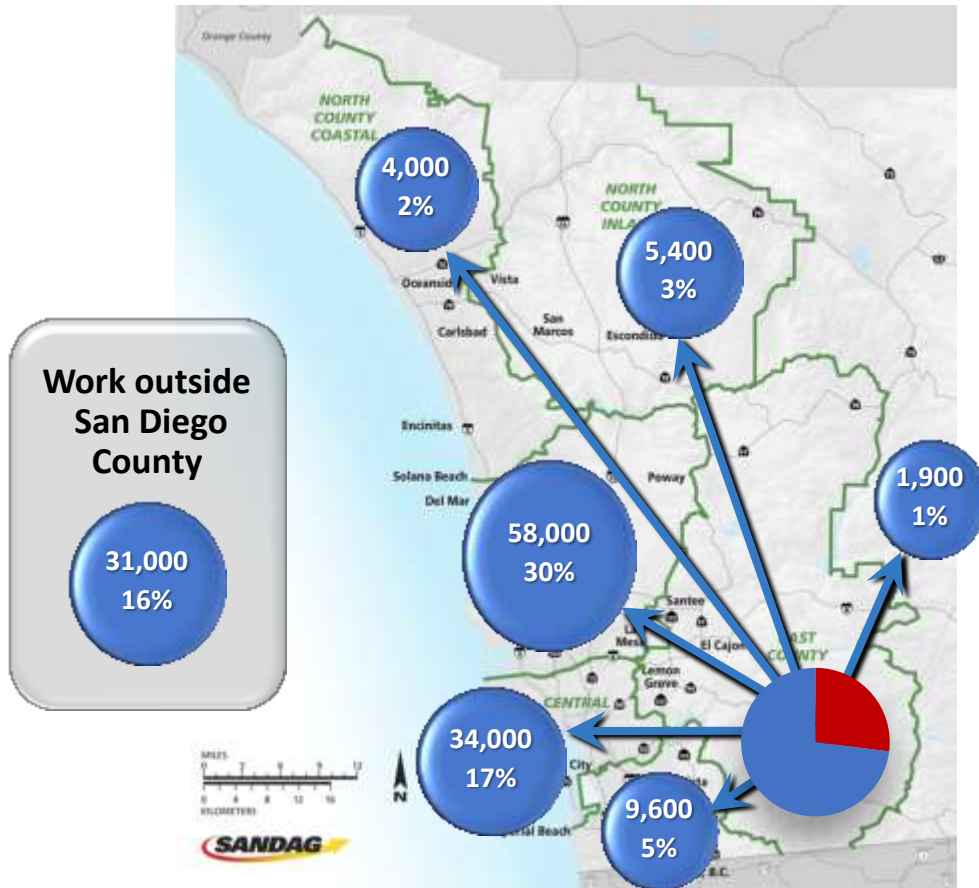 Orange County
NORTH
COUNTY
COASTAL
4,000
2%
NORTH
COUNTY
5,400
3%
Vista
Carlsbad
San
Marcos
Work outside
San Diego
County
31,000
16%
Encinitas
Solana Beach
Del Mar
Poway
1,900
1%
58,000
30%
Santee
El Cajon
COUNTY
Lemon
Grove
CENTRAL
34,000
17%
City
9,600
5%
Beach
B.C.
MILES
KILOMETERS
N
SANDAG